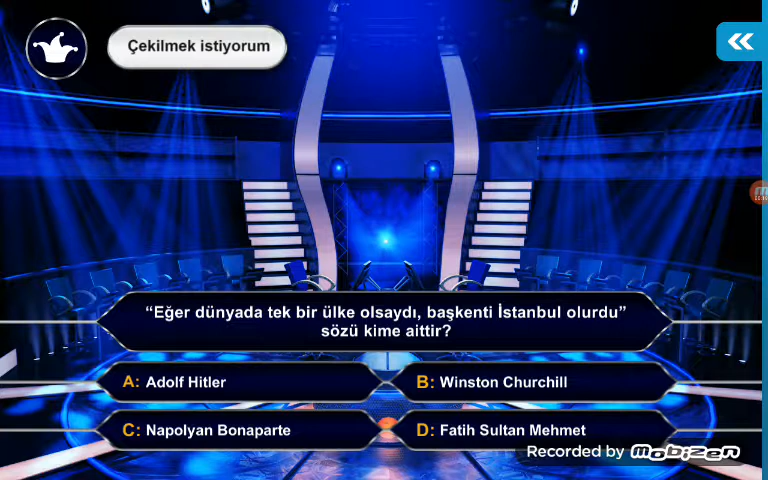 Çekilmek istiyorum
“Eğer dünyada tek bir ülke olsaydı, başkenti İstanbul olurdu”
sözü kime aittir?
A: Adolf Hitler
B: Winston Churchill
C: Napolyan Bonaparte
D: Fatih Sultan Mehmet
Recorded by mobizen